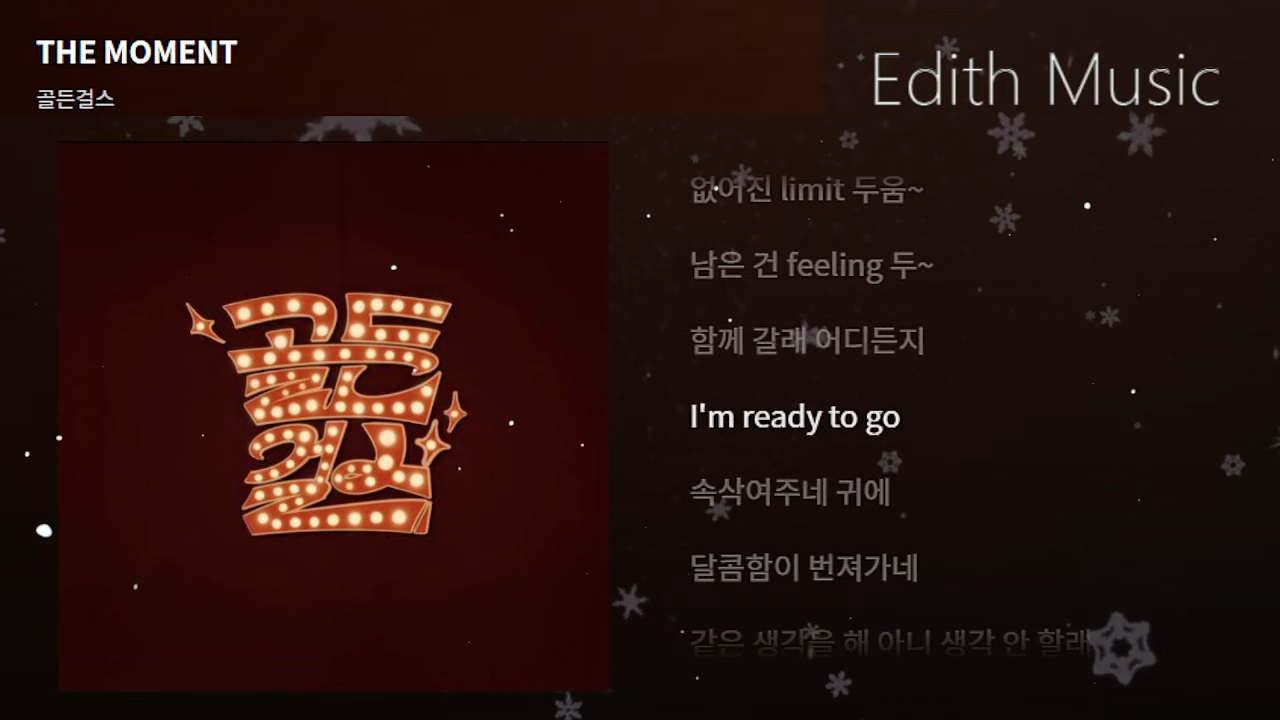 THE MOMENT
골든걸스
Edith Music
골든
걸스
없어진 limit 두움~
남은 건 feeling 두~
함께 갈래 어디든지
I'm ready to go
속삭여주네 귀에
달콤함이 번져가네
같은 생각을 해 아니 생각 안 할래